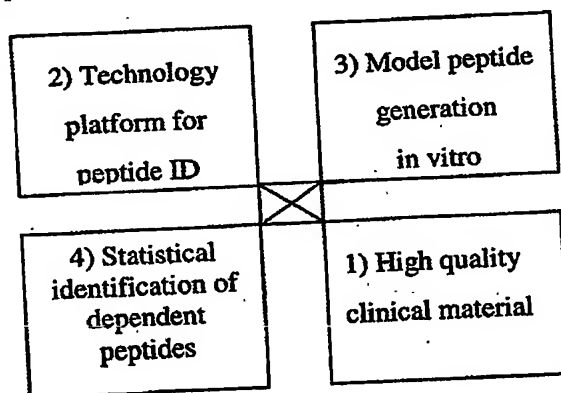 2) Technology
platform for
peptide ID
3) Model peptide
generation
in vitro
4) Statistical
identification of
dependent
peptides
1) High quality
clinical material